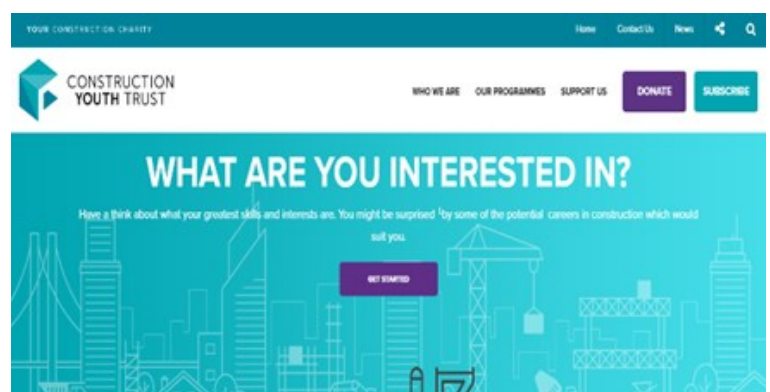 YOUR CONSTRUCTION CHARITY
Home Contact Us News
CONSTRUCTION
YOUTH TRUST
WHO WE ARE OUR PROGRAMMES SUPPORT US DONATE SUBSCRIBE
WHAT ARE YOU INTERESTED IN?
Have a think about what your greatest skills and interests are. You might be surprised by some of the potential careers in construction which would
suit you.
GET STARTED